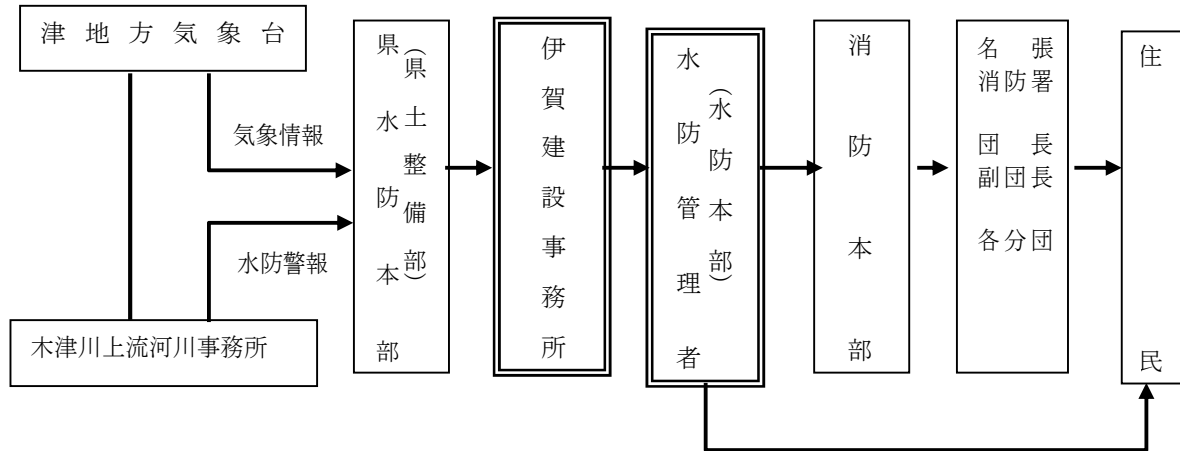 津地方気象台
気象情報
水防警報
木津川上流河川事務所
県水防本部
（県土整備部）
伊賀建設事務所
水防管理者
（水防本部）
消防本部
名張
消防署
団長
副団長
各分団
住民